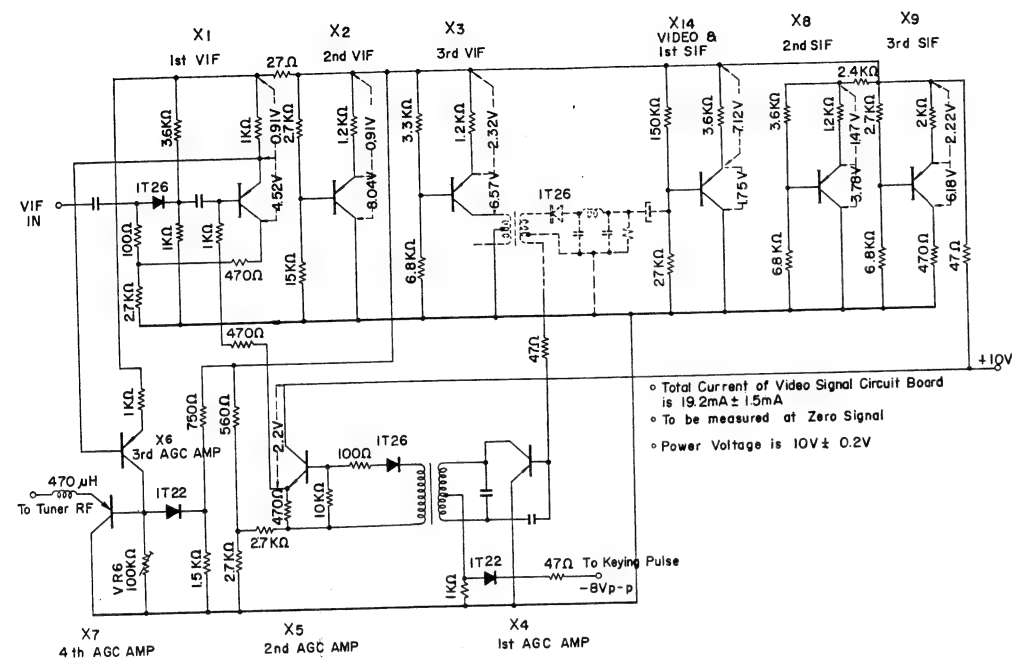 X1
1st VIF
X2
2nd VIF
X3
3rd VIF
X14
VIDEO &
1st SIF
X8
2nd SIF
X9
3rd SIF
27Ω
2.4KΩ
3.6KΩ
1KΩ
0.91V
2.7KΩ
1.2KΩ
0.91V
3.3KΩ
1.2KΩ
2.32V
150KΩ
3.6KΩ
7.12V
3.6KΩ
1.2KΩ
1.47V
2.7KΩ
2KΩ
2.22V
VIF
IN
1T26
4.52V
8.04V
6.57V
1T26
1.75V
3.78V
6.18V
100Ω
1KΩ
1KΩ
470Ω
2.7KΩ
15KΩ
6.8KΩ
27KΩ
6.8KΩ
6.8KΩ
470Ω
47Ω
470Ω
47Ω
+10V
1KΩ
750Ω
560Ω
2.2V
X6
3rd AGC AMP
100Ω
1T26
470 μH
To Tuner RF
1T22
470Ω
10KΩ
2.7KΩ
VR6
100KΩ
1.5KΩ
2.7KΩ
1KΩ
1T22
47Ω
To Keying Pulse
-8Vp-p
X7
4th AGC AMP
X5
2nd AGC AMP
X4
1st AGC AMP
○ Total Current of Video Signal Circuit Board
is 19.2mA ± 1.5mA
○ To be measured at Zero Signal
○ Power Voltage is 10V ± 0.2V